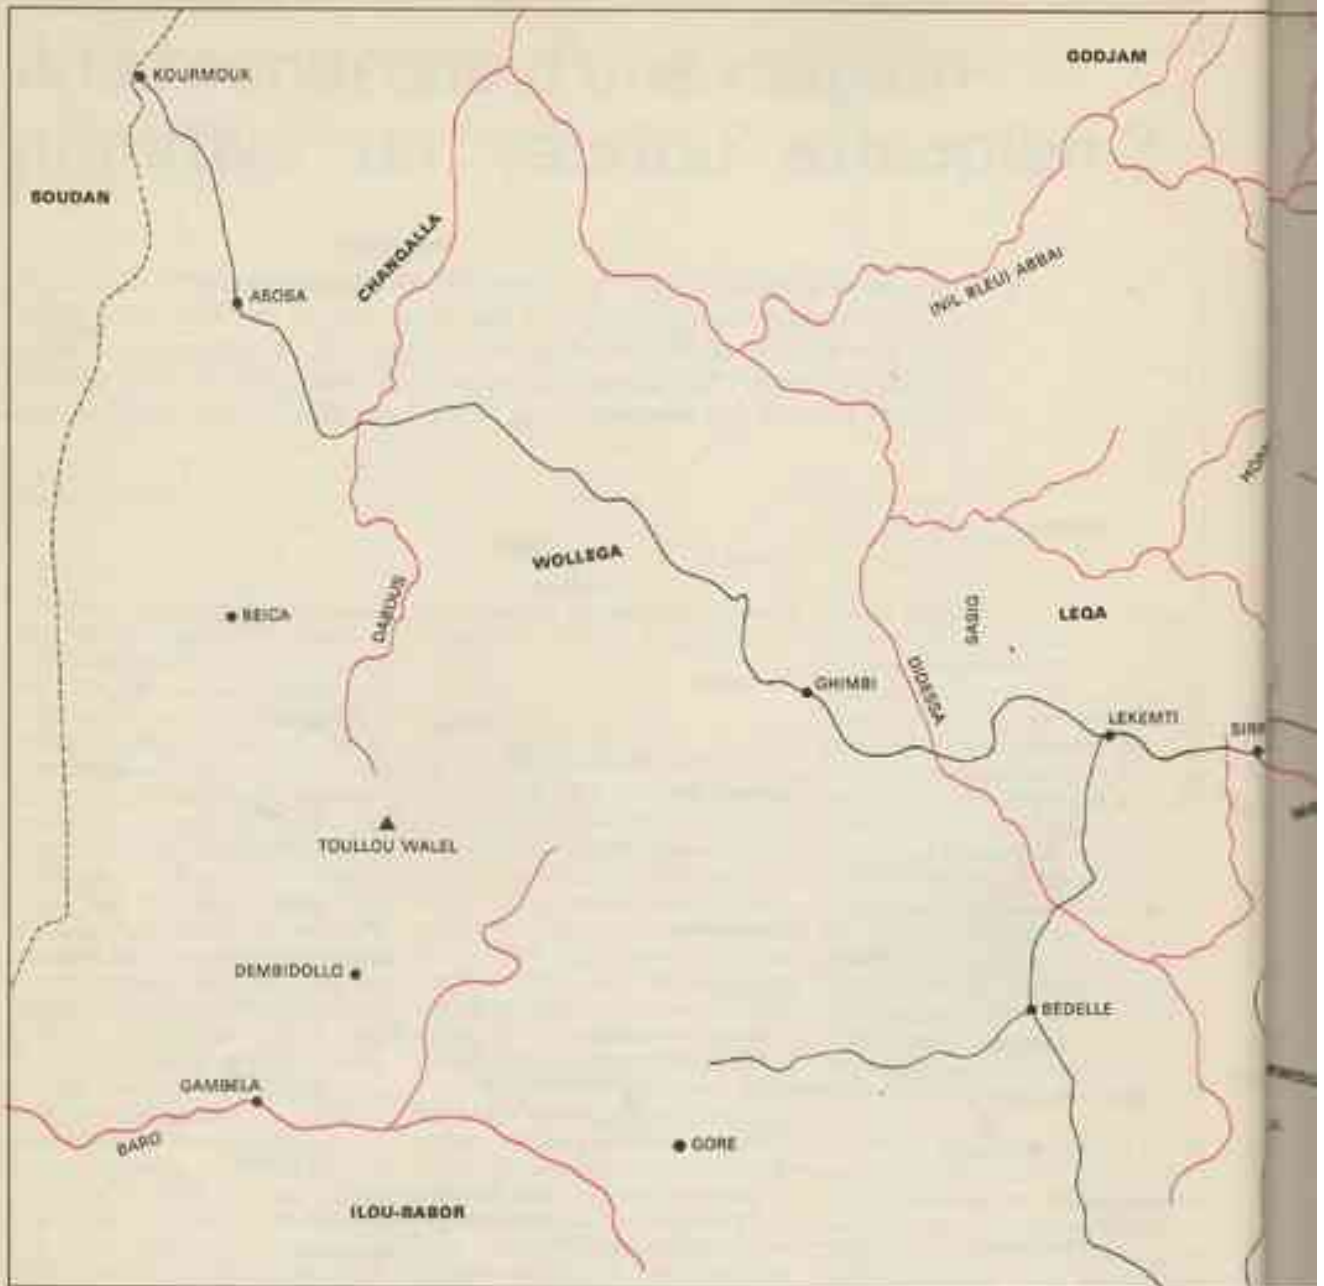 KOURMOUK
GODJAM
SOUDAN
CHANGALLA
ASOSA
(NIL BLEU) ABBAI
WOLLEGA
DABOUS
BEICA
SASIG
LEQA
DIDESSA
GHIMBI
LEKEMTI
TOULLOU WALEL
DEMBIDOLLO
BEDELLE
GAMBELA
BARO
GORE
ILOU-BABOR